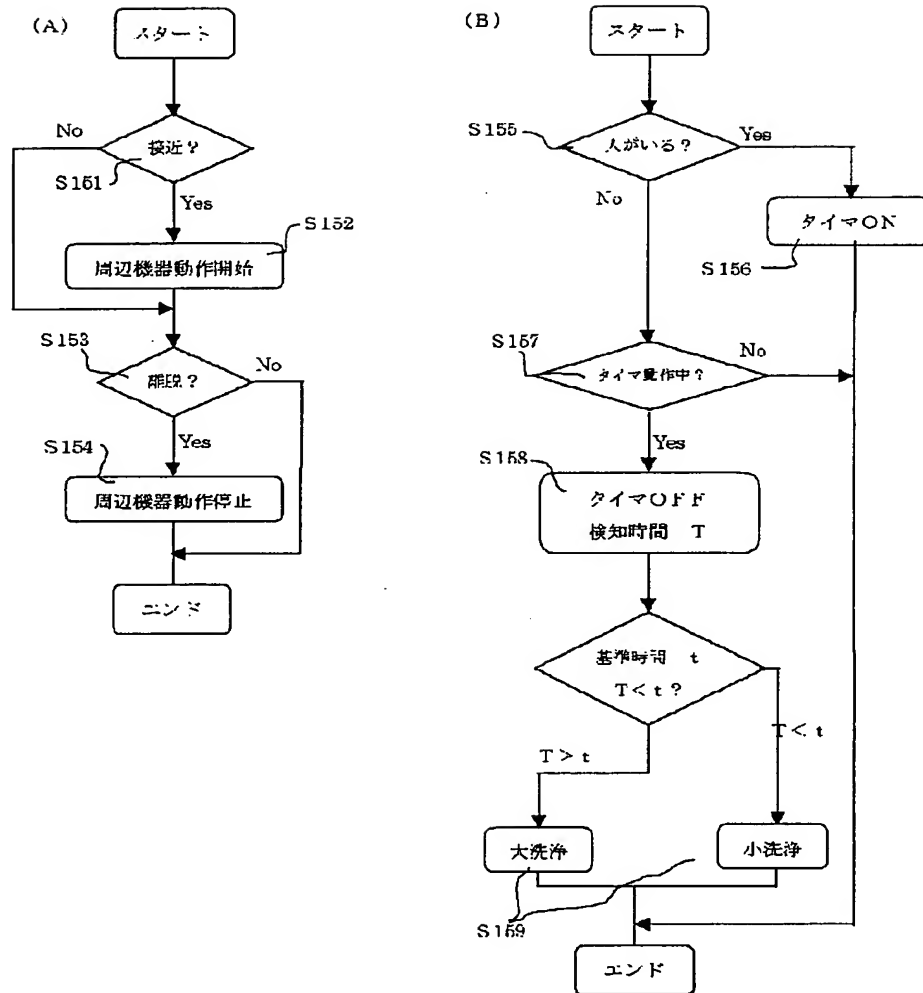 (A)
スタート
No
接近?
S151
Yes
S152
周辺機器動作開始
S153
離脱?
No
Yes
S154
周辺機器動作停止
エンド
(B)
スタート
S155
人がいる?
Yes
No
タイマON
S156
S157
タイマ動作中?
No
Yes
S158
タイマOFF
検知時間 T
基準時間 t
T<t?
T>t
T<t
大洗浄
小洗浄
S159
エンド